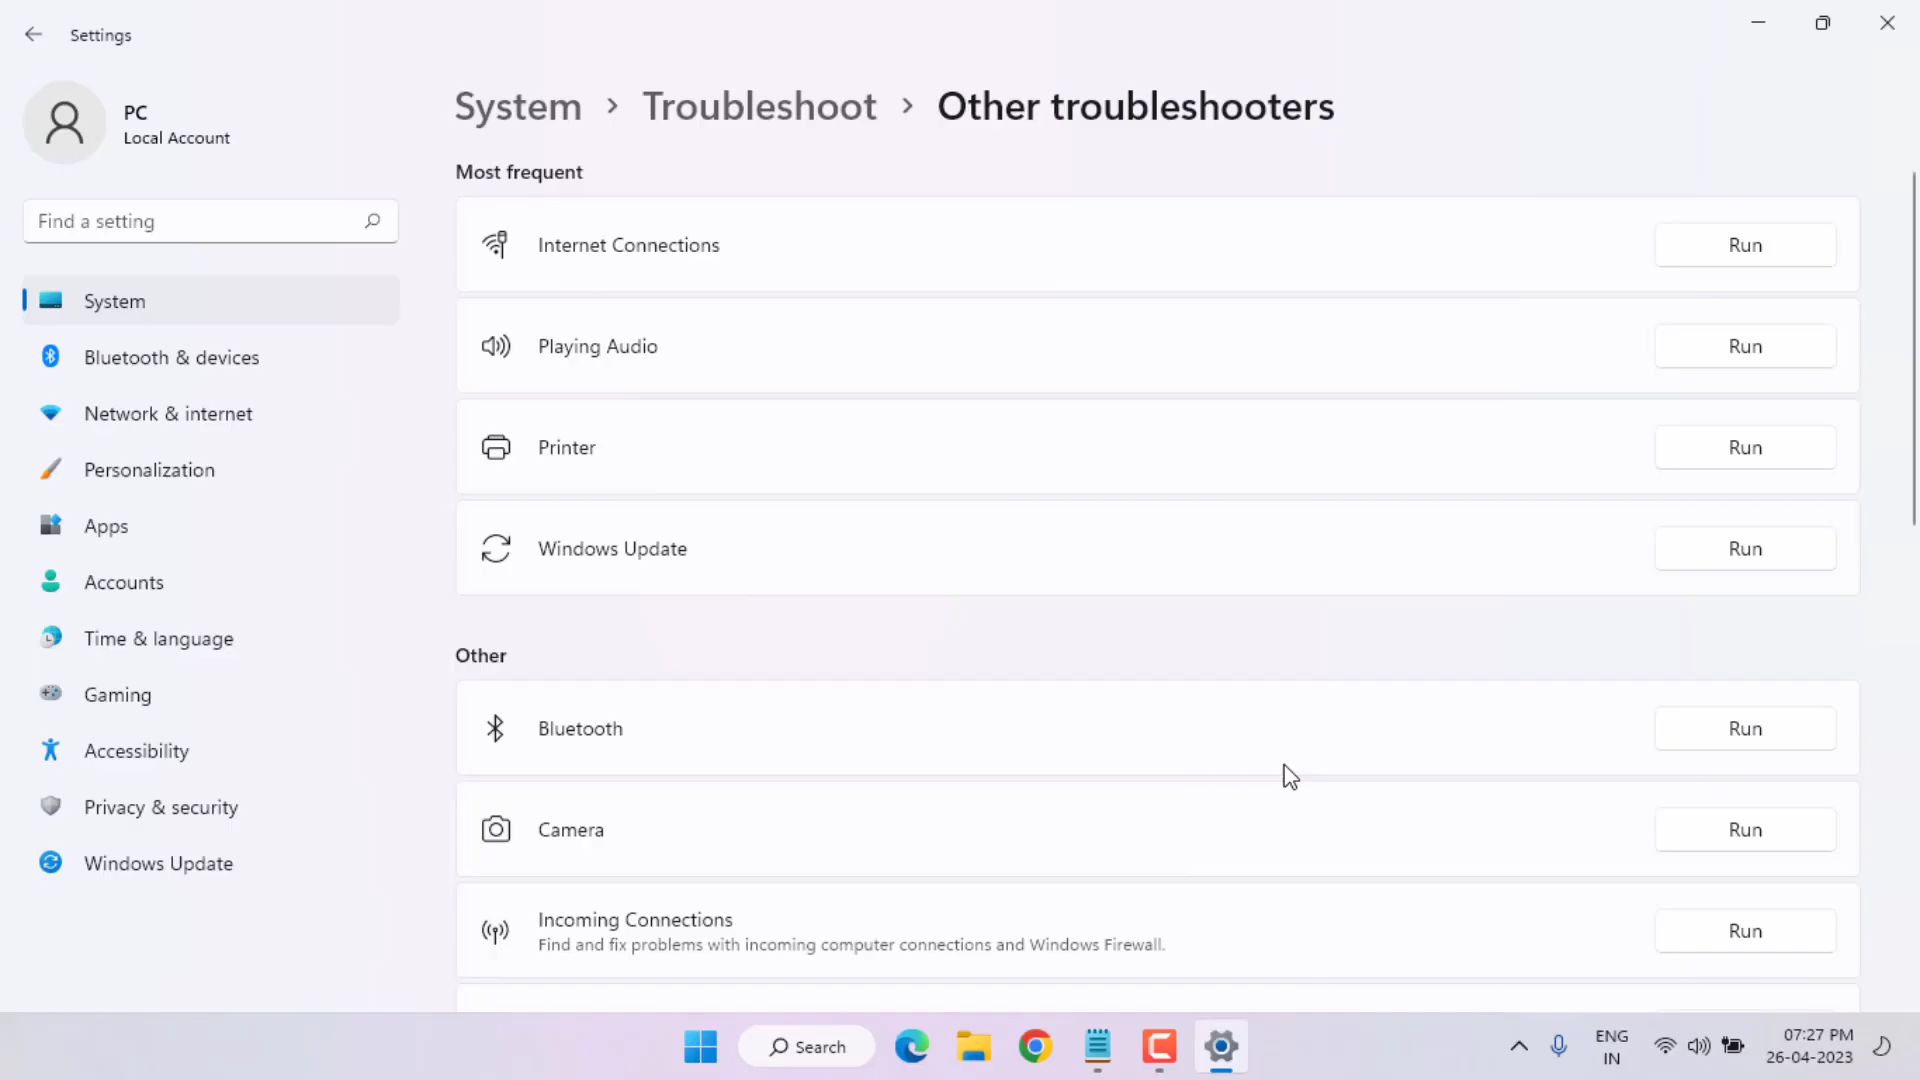 Settings
PC
Local Account
Find a setting
System
Bluetooth & devices
Network & internet
Personalization
Apps
Accounts
Time & language
Gaming
Accessibility
Privacy & security
Windows Update
System > Troubleshoot > Other troubleshooters
Most frequent
Internet Connections Run
Playing Audio Run
Printer Run
Windows Update Run
Other
Bluetooth Run
Camera Run
Incoming Connections
Find and fix problems with incoming computer connections and Windows Firewall.
Run
Search
ENG
IN
07:27 PM
26-04-2023